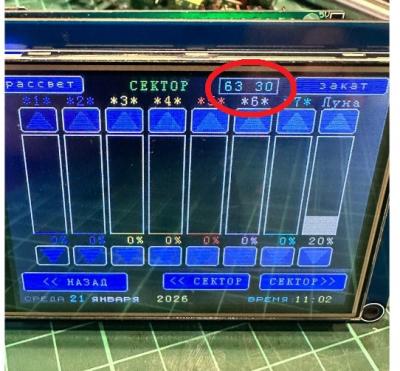 рассвет СЕКТОР 63 30 закат
*1* *2* *3* *4* *5* *6* *7* Луна
0% 0% 0% 0% 0% 0% 0% 20%
<< НАЗАД << СЕКТОР СЕКТОР>>
СРЕДА 21 ЯНВАРЯ 2026 ВРЕМЯ 11:02